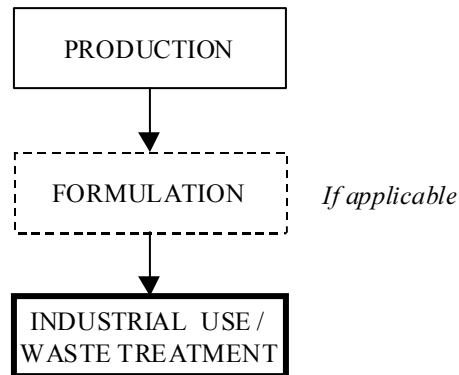 PRODUCTION
FORMULATION
If applicable
INDUSTRIAL USE /
WASTE TREATMENT